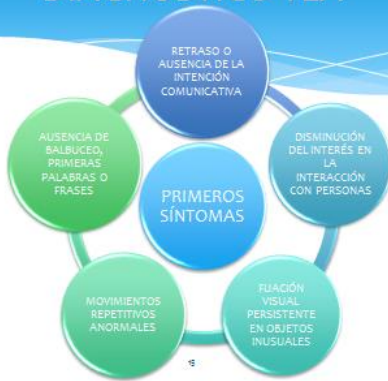 RETRASO O
AUSENCIA DE LA
INTENCIÓN
COMUNICATIVA
DISMINUCIÓN
DEL INTERÉS EN
LA
INTERACCIÓN
CON PERSONAS
FIJACIÓN
VISUAL
PERSISTENTE
EN OBJETOS
INUSUALES
MOVIMIENTOS
REPETITIVOS
ANORMALES
AUSENCIA DE
BALBUCEO,
PRIMERAS
PALABRAS O
FRASES
PRIMEROS
SÍNTOMAS